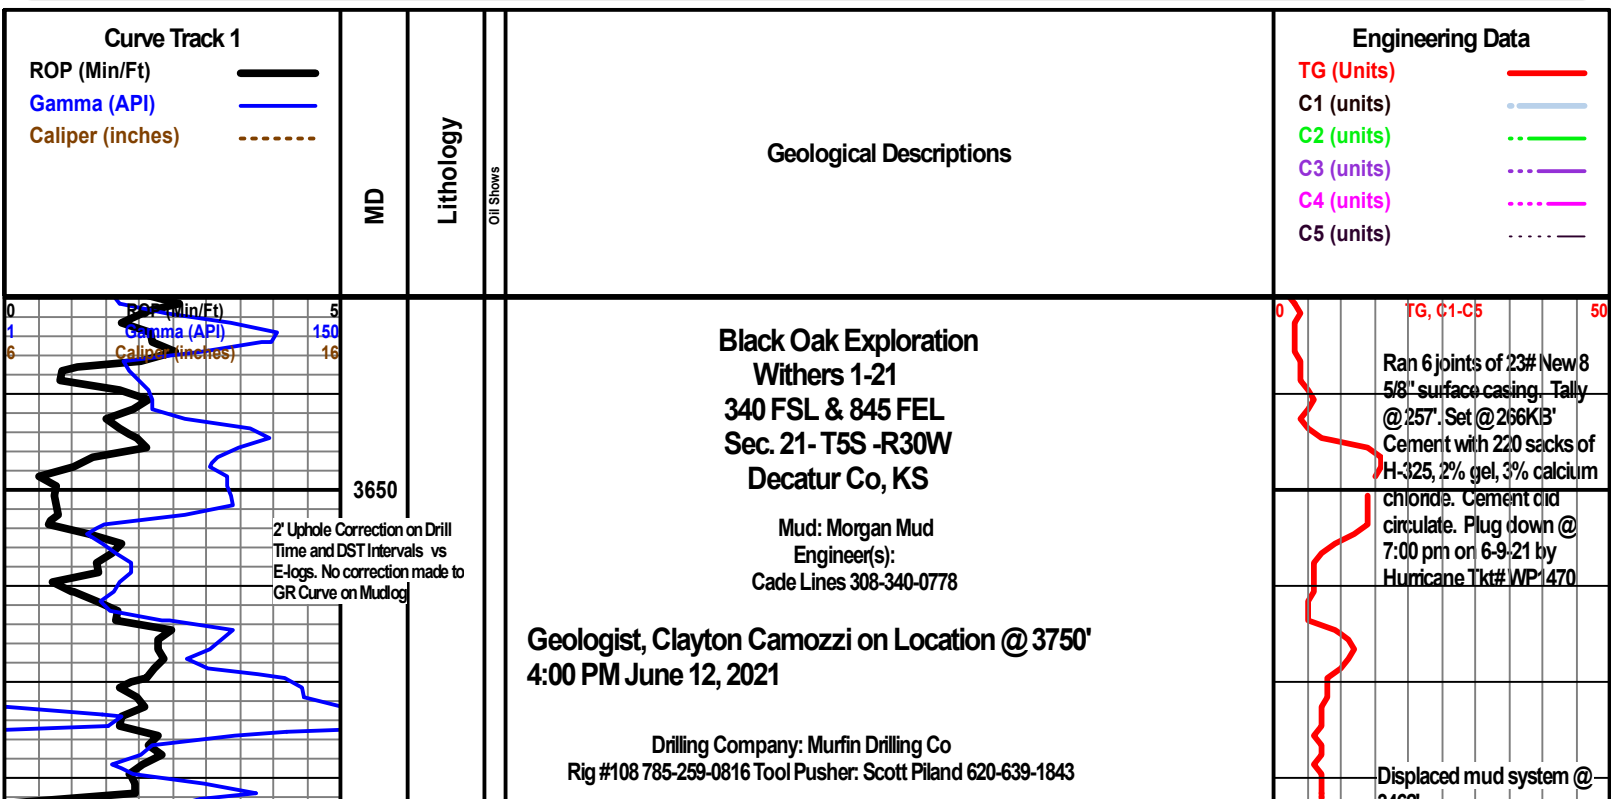 Curve Track 1
ROP (Min/Ft)
Gamma (API)
Caliper (inches)
MD
Lithology
Oil Shows
Geological Descriptions
Engineering Data
TG (Units)
C1 (units)
C2 (units)
C3 (units)
C4 (units)
C5 (units)
0 ROP (Min/Ft) 5
1 Gamma (API) 150
6 Caliper (inches) 16
3650
2' Uphole Correction on Drill
Time and DST Intervals vs
E-logs. No correction made to
GR Curve on Mudlog
Black Oak Exploration
Withers 1-21
340 FSL & 845 FEL
Sec. 21- T5S -R30W
Decatur Co, KS
Mud: Morgan Mud
Engineer(s):
Cade Lines 308-340-0778
Geologist, Clayton Camozzi on Location @ 3750'
4:00 PM June 12, 2021
Drilling Company: Murfin Drilling Co
Rig #108 785-259-0816 Tool Pusher: Scott Piland 620-639-1843
0 TG, C1-C5 50
Ran 6 joints of 23# New 8
5/8" surface casing. Tally
@ 257'. Set @ 266KB'
Cement with 220 sacks of
H-325, 2% gel, 3% calcium
chloride. Cement did
circulate. Plug down @
7:00 pm on 6-9-21 by
Hurricane Tkt# WP1470
Displaced mud system @